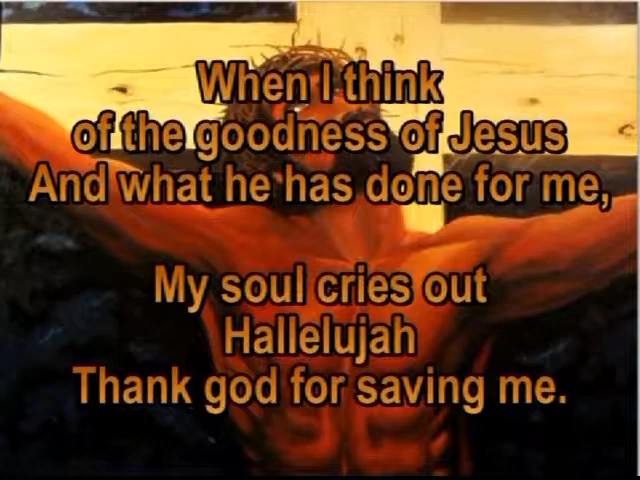 When I think
of the goodness of Jesus
And what he has done for me,
My soul cries out
Hallelujah
Thank god for saving me.